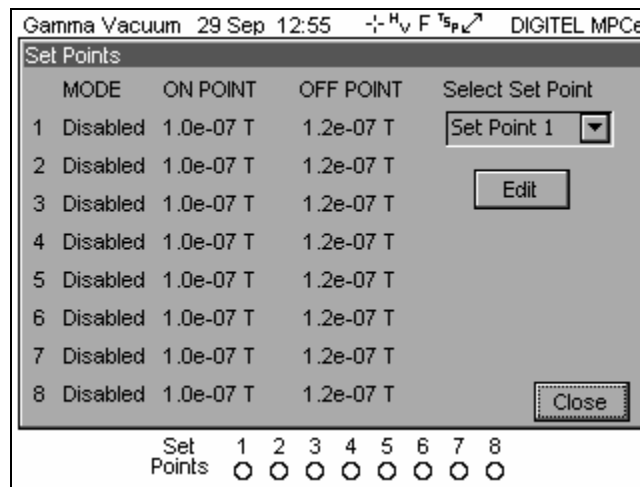 Gamma Vacuum 29 Sep 12:55 HV F TSP DIGITEL MPCe
Set Points
MODE ON POINT OFF POINT Select Set Point
1 Disabled 1.0e-07 T 1.2e-07 T Set Point 1
2 Disabled 1.0e-07 T 1.2e-07 T
Edit
3 Disabled 1.0e-07 T 1.2e-07 T
4 Disabled 1.0e-07 T 1.2e-07 T
5 Disabled 1.0e-07 T 1.2e-07 T
6 Disabled 1.0e-07 T 1.2e-07 T
7 Disabled 1.0e-07 T 1.2e-07 T
8 Disabled 1.0e-07 T 1.2e-07 T
Close
Set Points 1 2 3 4 5 6 7 8